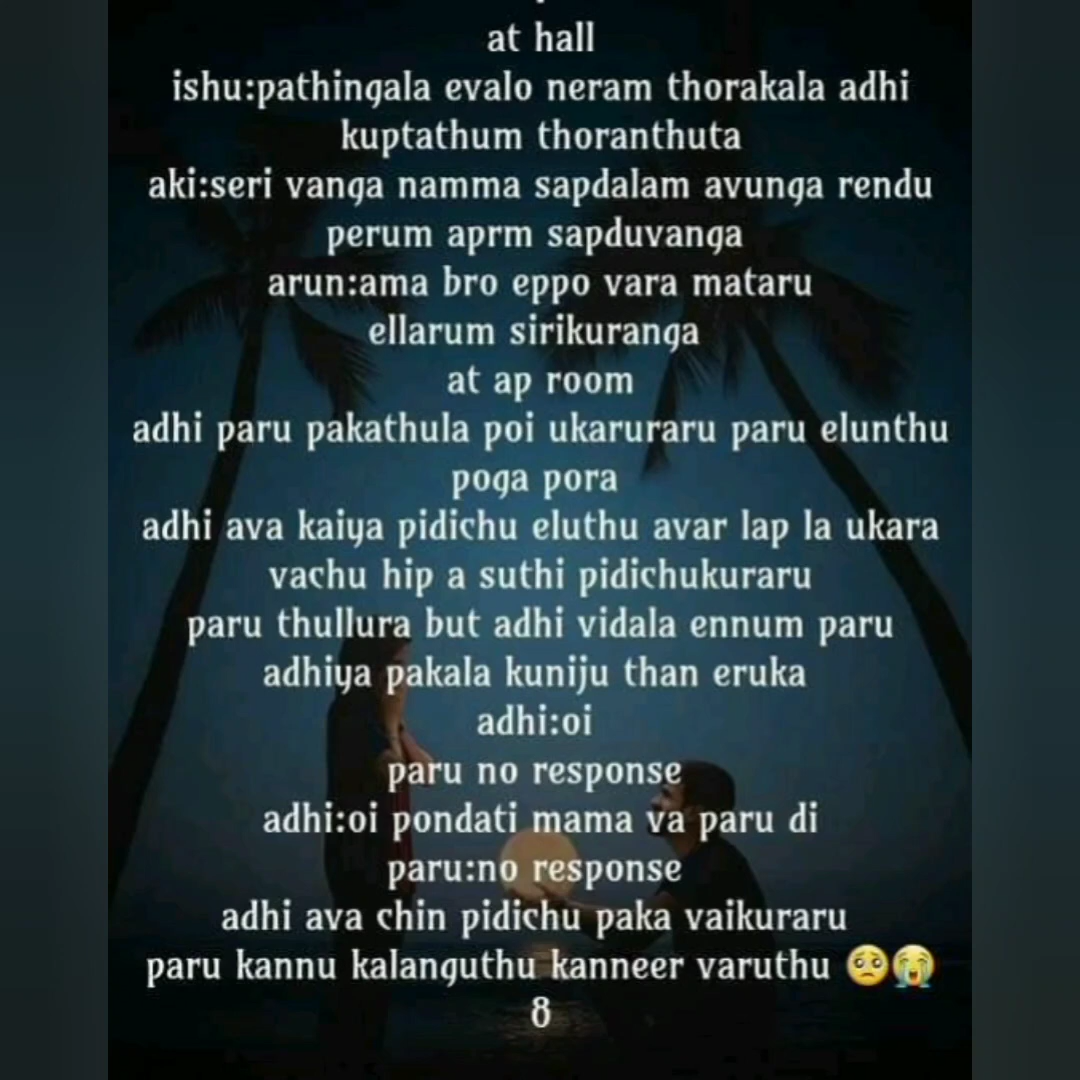 at hall
ishu:pathingala evalo neram thorakala adhi
kuptathum thoranthuta
aki:seri vanga namma sapdalam avunga rendu
perum aprm sapduvanga
arun:ama bro eppo vara mataru
ellarum sirikuranga
at ap room
adhi paru pakathula poi ukaruraru paru elunthu
poga pora
adhi ava kaiya pidichu eluthu avar lap la ukara
vachu hip a suthi pidichukuraru
paru thullura but adhi vidala ennum paru
adhiya pakala kuniju than eruka
adhi:oi
paru no response
adhi:oi pondati mama va paru di
paru:no response
adhi ava chin pidichu paka vaikuraru
paru kannu kalanguthu kanneer varuthu 🥺😭
8